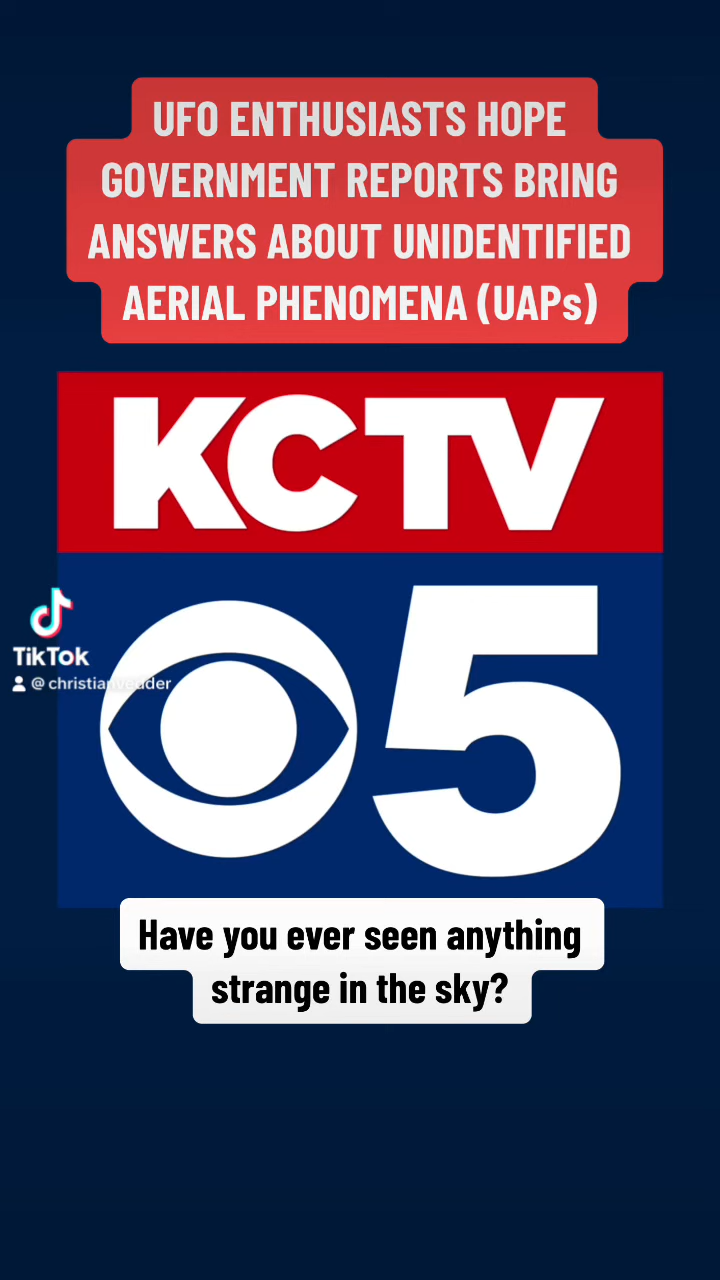 UFO ENTHUSIASTS HOPE
GOVERNMENT REPORTS BRING
ANSWERS ABOUT UNIDENTIFIED
AERIAL PHENOMENA (UAPs)
KCTV
5
TikTok
@christianvedder
Have you ever seen anything
strange in the sky?